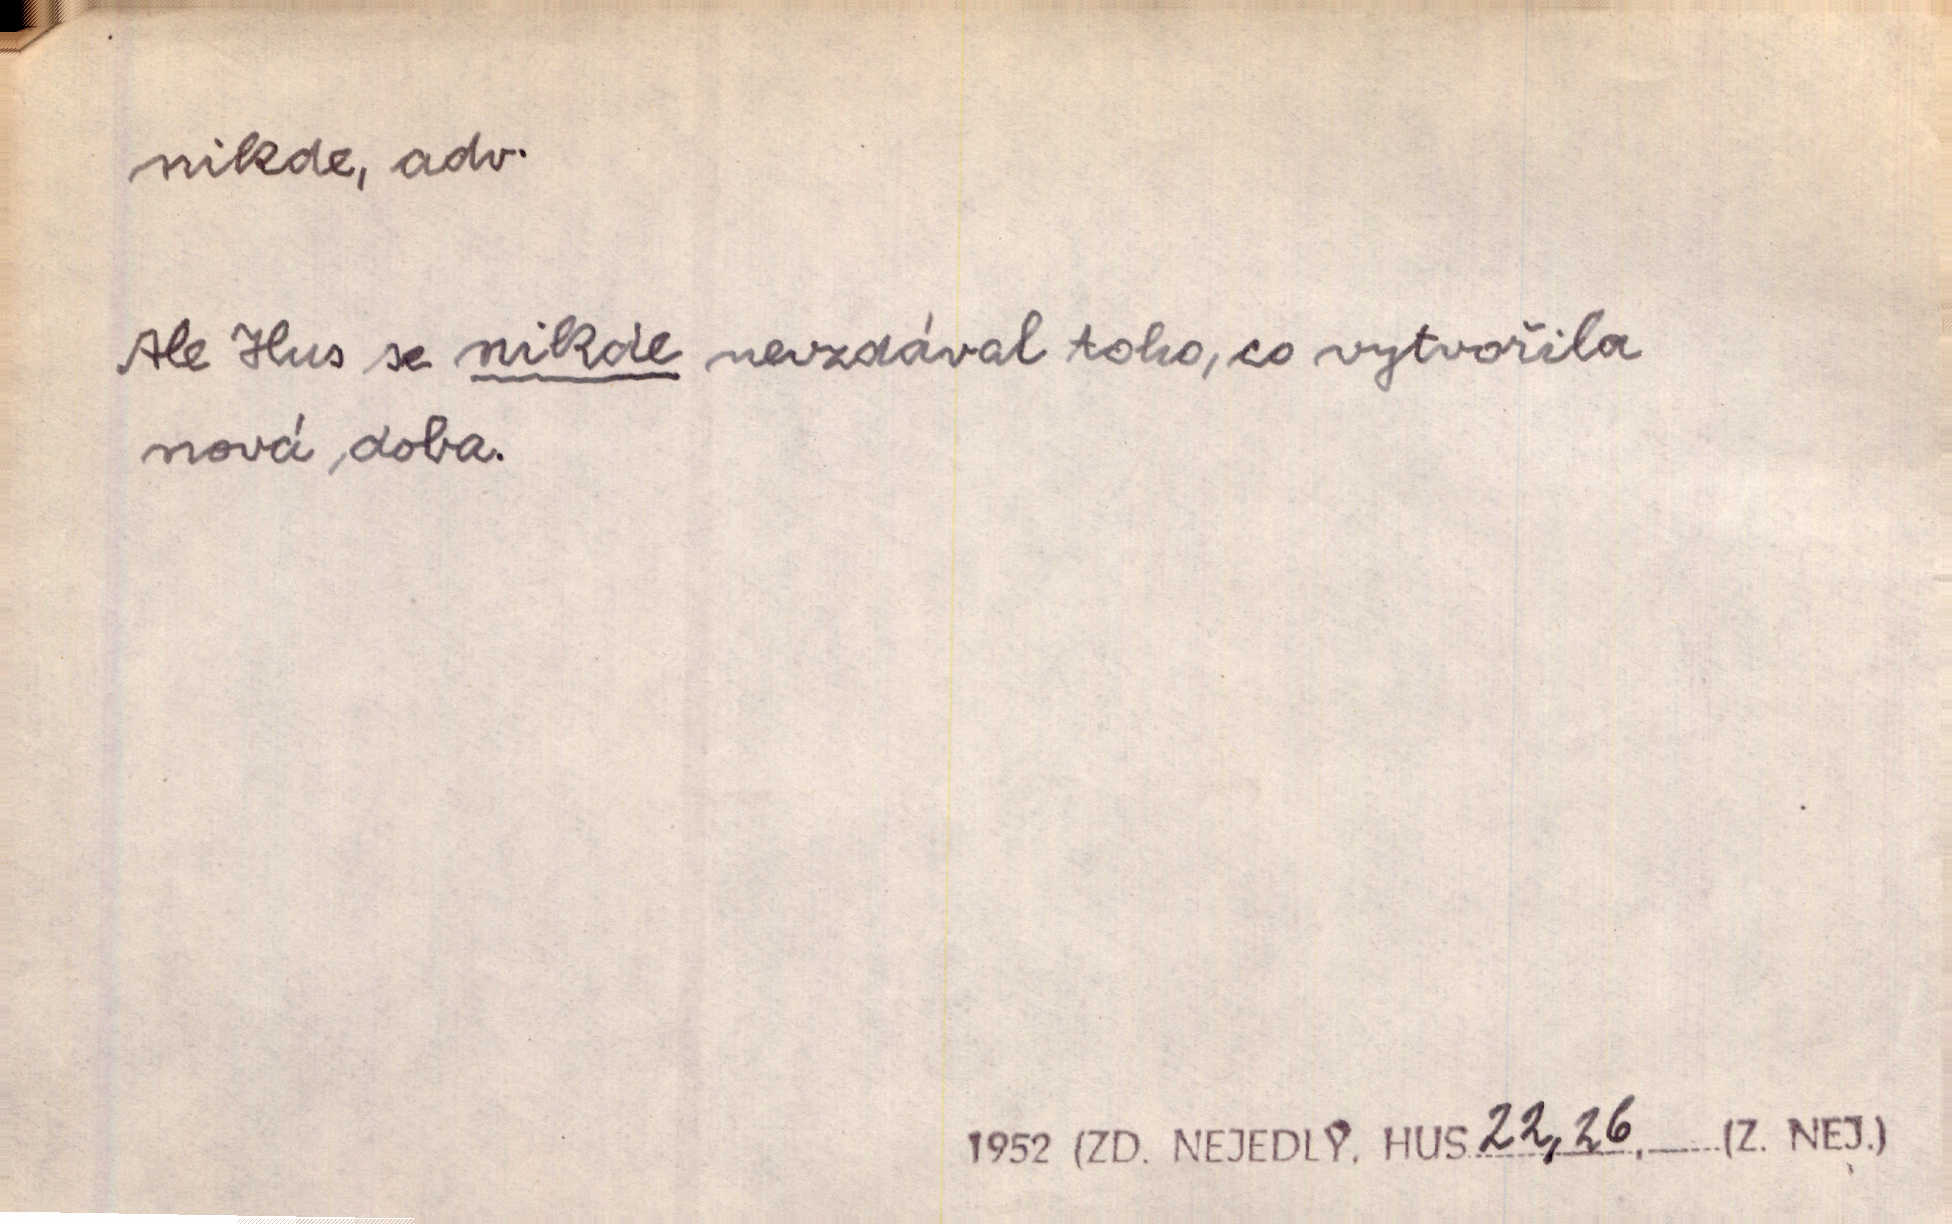 nikde, adv.
Ale Hus se nikde nevzdával toho, co vytvořila
nová doba.
1952 (ZD. NEJEDLÝ, HUS 22, 26, (Z. NEJ.)